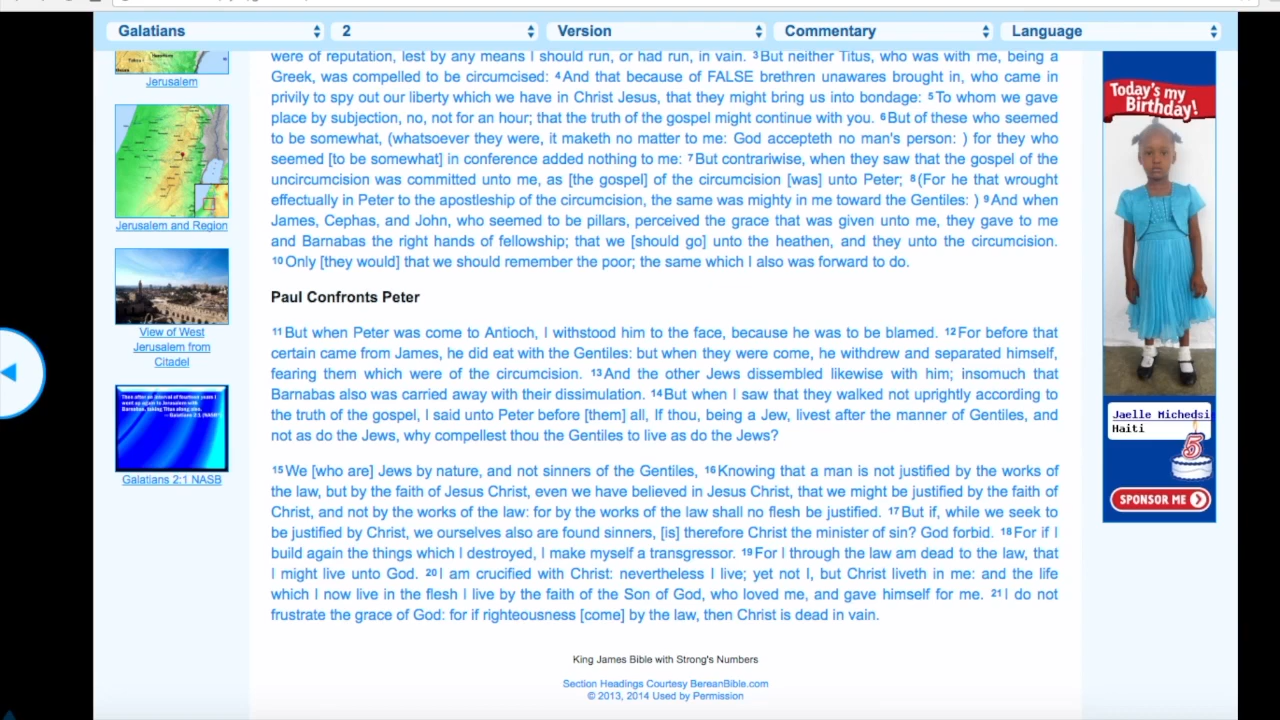 Galatians
2
Version
Commentary
Language
Jerusalem
Jerusalem and Region
View of West
Jerusalem from
Citadel
Thus after an interval of fourteen years I
went up again to Jerusalem with
Barnabas, taking Titus along also.
-- Galatians 2:1 (NASB)
Galatians 2:1 NASB
were of reputation, lest by any means I should run, or had run, in vain. 3But neither Titus, who was with me, being a
Greek, was compelled to be circumcised: 4And that because of FALSE brethren unawares brought in, who came in
privily to spy out our liberty which we have in Christ Jesus, that they might bring us into bondage: 5To whom we gave
place by subjection, no, not for an hour; that the truth of the gospel might continue with you. 6But of these who seemed
to be somewhat, (whatsoever they were, it maketh no matter to me: God accepteth no man's person: ) for they who
seemed [to be somewhat] in conference added nothing to me: 7But contrariwise, when they saw that the gospel of the
uncircumcision was committed unto me, as [the gospel] of the circumcision [was] unto Peter; 8(For he that wrought
effectually in Peter to the apostleship of the circumcision, the same was mighty in me toward the Gentiles: ) 9And when
James, Cephas, and John, who seemed to be pillars, perceived the grace that was given unto me, they gave to me
and Barnabas the right hands of fellowship; that we [should go] unto the heathen, and they unto the circumcision.
10Only [they would] that we should remember the poor; the same which I also was forward to do.
Paul Confronts Peter
11But when Peter was come to Antioch, I withstood him to the face, because he was to be blamed. 12For before that
certain came from James, he did eat with the Gentiles: but when they were come, he withdrew and separated himself,
fearing them which were of the circumcision. 13And the other Jews dissembled likewise with him; insomuch that
Barnabas also was carried away with their dissimulation. 14But when I saw that they walked not uprightly according to
the truth of the gospel, I said unto Peter before [them] all, If thou, being a Jew, livest after the manner of Gentiles, and
not as do the Jews, why compellest thou the Gentiles to live as do the Jews?
15We [who are] Jews by nature, and not sinners of the Gentiles, 16Knowing that a man is not justified by the works of
the law, but by the faith of Jesus Christ, even we have believed in Jesus Christ, that we might be justified by the faith of
Christ, and not by the works of the law: for by the works of the law shall no flesh be justified. 17But if, while we seek to
be justified by Christ, we ourselves also are found sinners, [is] therefore Christ the minister of sin? God forbid. 18For if I
build again the things which I destroyed, I make myself a transgressor. 19For I through the law am dead to the law, that
I might live unto God. 20I am crucified with Christ: nevertheless I live; yet not I, but Christ liveth in me: and the life
which I now live in the flesh I live by the faith of the Son of God, who loved me, and gave himself for me. 21I do not
frustrate the grace of God: for if righteousness [come] by the law, then Christ is dead in vain.
King James Bible with Strong's Numbers
Section Headings Courtesy BereanBible.com
© 2013, 2014 Used by Permission
Today's my
Birthday!
Jaelle Michedsi
Haiti
5
SPONSOR ME